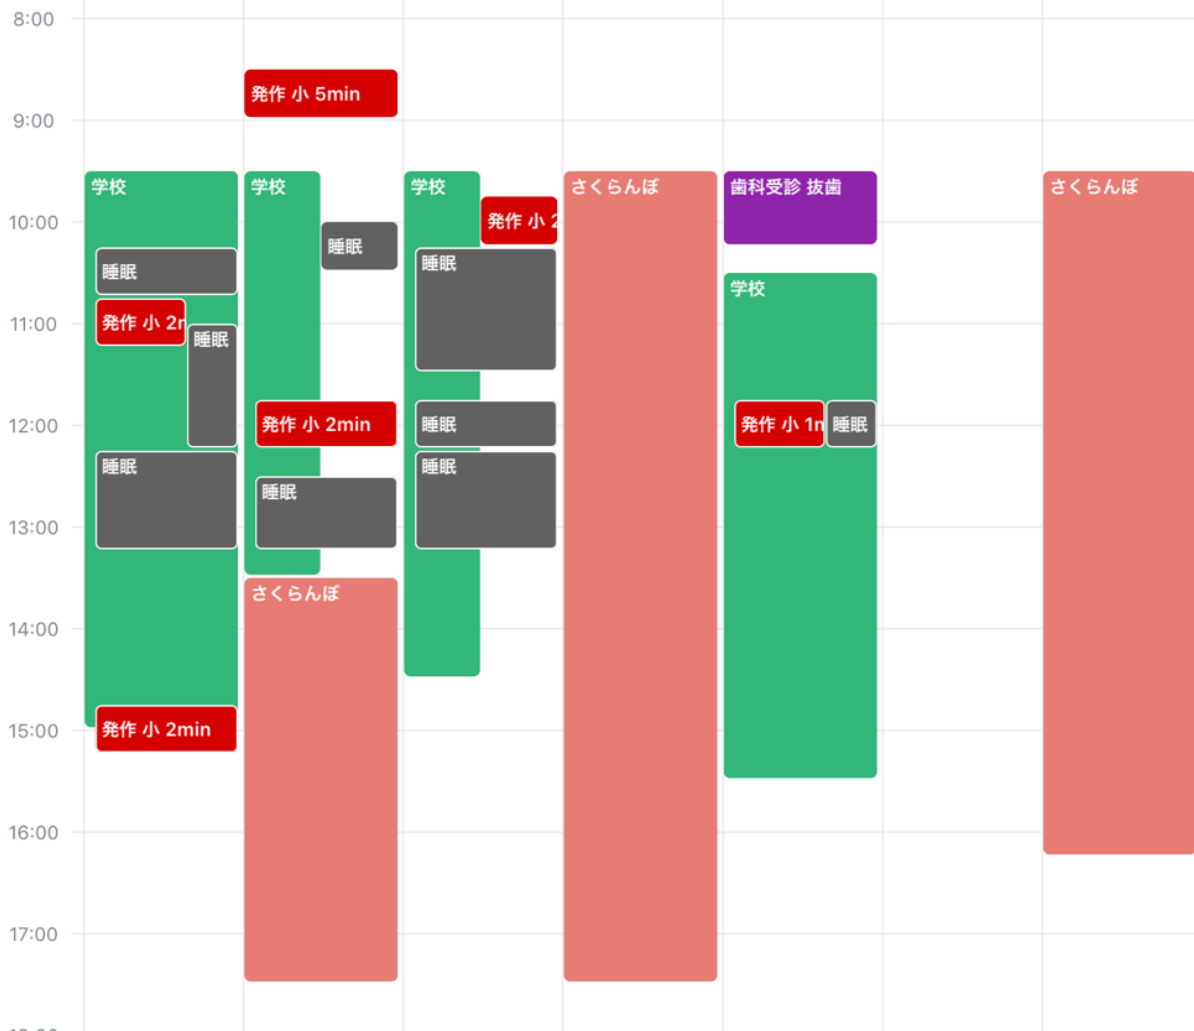 8:00
9:00
10:00
11:00
12:00
13:00
14:00
15:00
16:00
17:00
学校
睡眠
発作 小 2
睡眠
睡眠
発作 小 2min
発作 小 5min
学校
睡眠
発作 小 2min
睡眠
さくらんぼ
学校
発作 小 2
睡眠
睡眠
睡眠
さくらんぼ
歯科受診 抜歯
学校
発作 小 1
睡眠
さくらんぼ